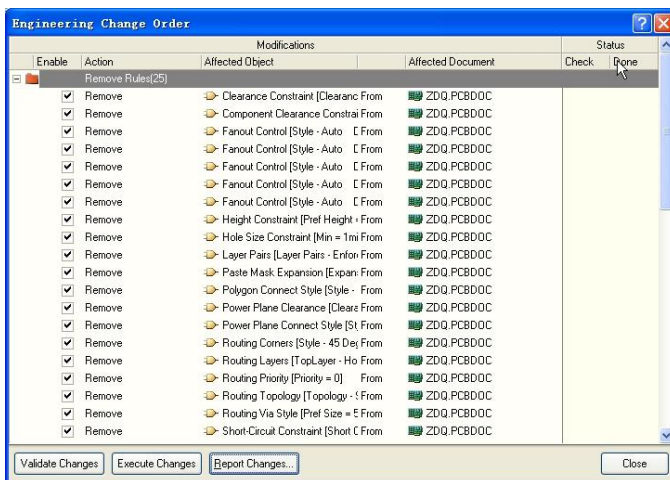 Engineering Change Order
Modifications Status
Enable Action Affected Object Affected Document Check Done
Remove Rules(25)
Remove Clearance Constraint [Clearanc From ZDQ.PCBDOC
Remove Component Clearance Constrai From ZDQ.PCBDOC
Remove Fanout Control [Style - Auto From ZDQ.PCBDOC
Remove Fanout Control [Style - Auto From ZDQ.PCBDOC
Remove Fanout Control [Style - Auto From ZDQ.PCBDOC
Remove Fanout Control [Style - Auto From ZDQ.PCBDOC
Remove Fanout Control [Style - Auto From ZDQ.PCBDOC
Remove Height Constraint [Pref Height From ZDQ.PCBDOC
Remove Hole Size Constraint [Min = 1mi From ZDQ.PCBDOC
Remove Layer Pairs [Layer Pairs - Enfor From ZDQ.PCBDOC
Remove Paste Mask Expansion [Expan From ZDQ.PCBDOC
Remove Polygon Connect Style [Style - From ZDQ.PCBDOC
Remove Power Plane Clearance [Cleara From ZDQ.PCBDOC
Remove Power Plane Connect Style [St From ZDQ.PCBDOC
Remove Routing Corners [Style - 45 Deg From ZDQ.PCBDOC
Remove Routing Layers [TopLayer - Ho From ZDQ.PCBDOC
Remove Routing Priority [Priority = 0] From ZDQ.PCBDOC
Remove Routing Topology [Topology - From ZDQ.PCBDOC
Remove Routing Via Style [Pref Size = 5 From ZDQ.PCBDOC
Remove Short-Circuit Constraint [Short From ZDQ.PCBDOC
Validate Changes Execute Changes Report Changes... Close